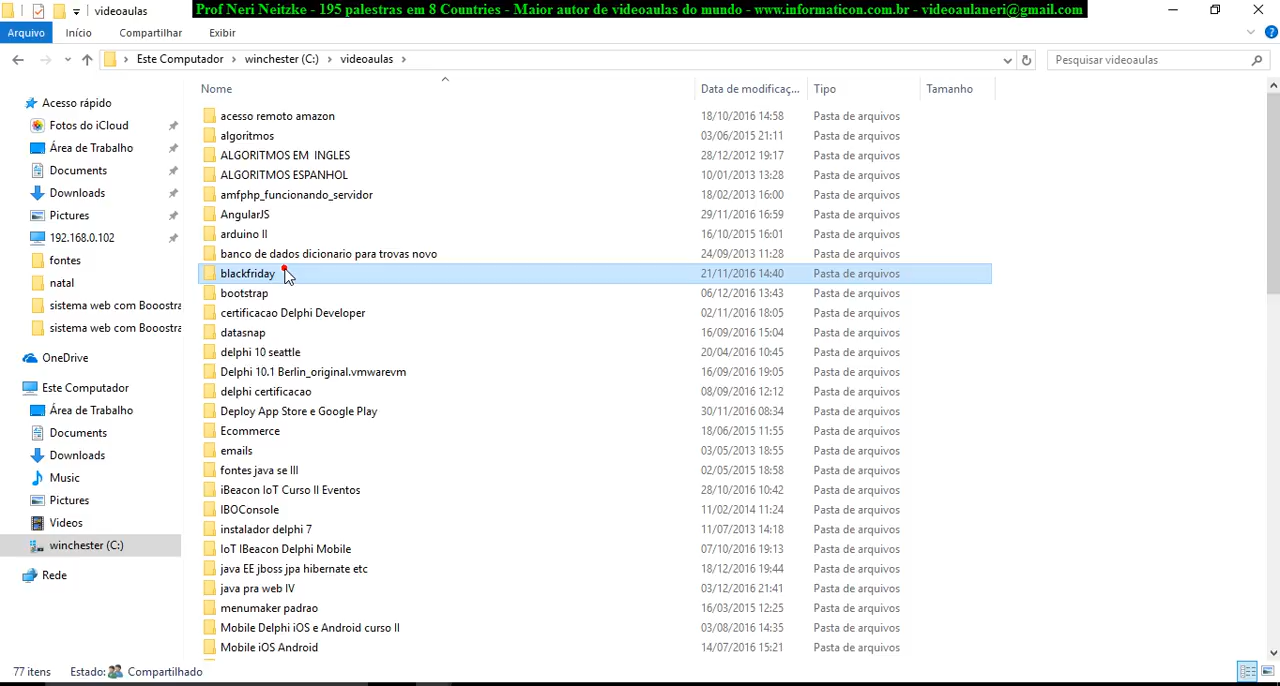 videoaulas
Prof Neri Neitzke - 195 palestras em 8 Countries - Maior autor de videoaulas do mundo - www.informaticon.com.br - videoaulaneri@gmail.com
Arquivo Início Compartilhar Exibir
Este Computador winchester (C:) videoaulas Pesquisar videoaulas
Nome Data de modificaç... Tipo Tamanho
Acesso rápido
Fotos do iCloud
Área de Trabalho
Documents
Downloads
Pictures
192.168.0.102
fontes
natal
sistema web com Booostra
sistema web com Booostra
OneDrive
Este Computador
Área de Trabalho
Documents
Downloads
Music
Pictures
Videos
winchester (C:)
Rede
acesso remoto amazon 18/10/2016 14:58 Pasta de arquivos
algoritmos 03/06/2015 21:11 Pasta de arquivos
ALGORITMOS EM INGLES 28/12/2012 19:17 Pasta de arquivos
ALGORITMOS ESPANHOL 10/01/2013 13:28 Pasta de arquivos
amfphp_funcionando_servidor 18/02/2013 16:00 Pasta de arquivos
AngularJS 29/11/2016 16:59 Pasta de arquivos
arduino II 16/10/2015 16:01 Pasta de arquivos
banco de dados dicionario para trovas novo 24/09/2013 11:28 Pasta de arquivos
blackfriday 21/11/2016 14:40 Pasta de arquivos
bootstrap 06/12/2016 13:43 Pasta de arquivos
certificacao Delphi Developer 02/11/2016 18:05 Pasta de arquivos
datasnap 16/09/2016 15:04 Pasta de arquivos
delphi 10 seattle 20/04/2016 10:45 Pasta de arquivos
Delphi 10.1 Berlin_original.vmwarevm 16/09/2016 19:05 Pasta de arquivos
delphi certificacao 08/09/2016 12:12 Pasta de arquivos
Deploy App Store e Google Play 30/11/2016 08:34 Pasta de arquivos
Ecommerce 18/06/2015 11:55 Pasta de arquivos
emails 03/05/2013 18:55 Pasta de arquivos
fontes java se III 02/05/2015 18:58 Pasta de arquivos
iBeacon IoT Curso II Eventos 28/10/2016 10:42 Pasta de arquivos
IBOConsole 11/02/2014 11:24 Pasta de arquivos
instalador delphi 7 11/07/2013 14:18 Pasta de arquivos
IoT IBeacon Delphi Mobile 07/10/2016 19:13 Pasta de arquivos
java EE jboss jpa hibernate etc 18/12/2016 19:44 Pasta de arquivos
java pra web IV 03/12/2016 21:41 Pasta de arquivos
menumaker padrao 16/03/2015 12:25 Pasta de arquivos
Mobile Delphi iOS e Android curso II 03/08/2016 14:35 Pasta de arquivos
Mobile iOS Android 14/07/2016 15:21 Pasta de arquivos
77 itens Estado: Compartilhado